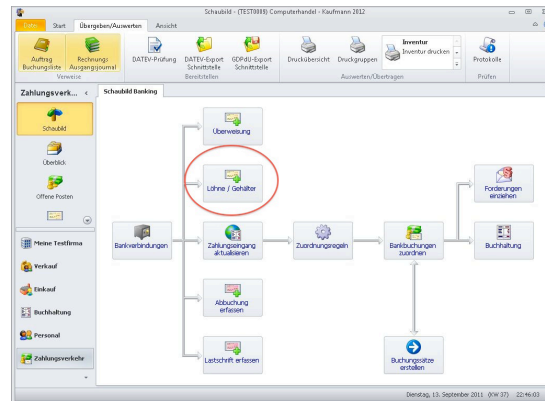 Schaubild - (TEST0009) Computerhandel - Kaufmann 2012
Datei Start Übergeben/Auswerten Ansicht
Auftrag Buchungsliste
Rechnungs Ausgangsjournal
DATEV-Prüfung
DATEV-Export Schnittstelle
GDPdU-Export Schnittstelle
Druckübersicht
Druckgruppen
Inventur
Inventur drucken
Protokolle
Verweise Bereitstellen Auswerten/Übertragen Prüfen
Zahlungsverk...
Schaubild Banking
Schaubild
Überblick
Offene Posten
Meine Testfirma
Verkauf
Einkauf
Buchhaltung
Personal
Zahlungsverkehr
Überweisung
Löhne / Gehälter
Forderungen
einziehen
Bankverbindungen
Zahlungseingang
aktualisieren
Zuordnungsregeln
Bankbuchungen
zuordnen
Buchhaltung
Abbuchung
erfassen
Lastschrift erfassen
Buchungssätze
erstellen
Dienstag, 13. September 2011 (KW 37) 22:46:03